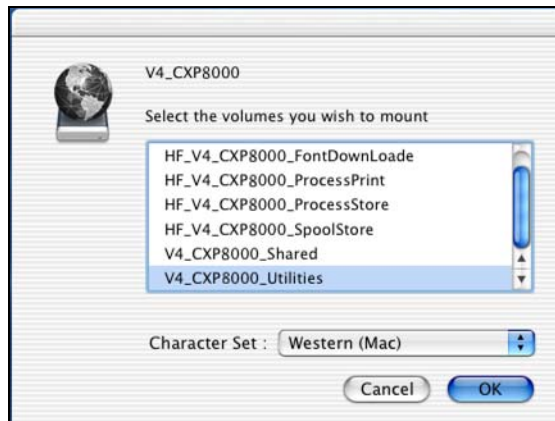 V4_CXP8000
Select the volumes you wish to mount
HF_V4_CXP8000_FontDownLoade
HF_V4_CXP8000_ProcessPrint
HF_V4_CXP8000_ProcessStore
HF_V4_CXP8000_SpoolStore
V4_CXP8000_Shared
V4_CXP8000_Utilities
Character Set : Western (Mac)
Cancel OK